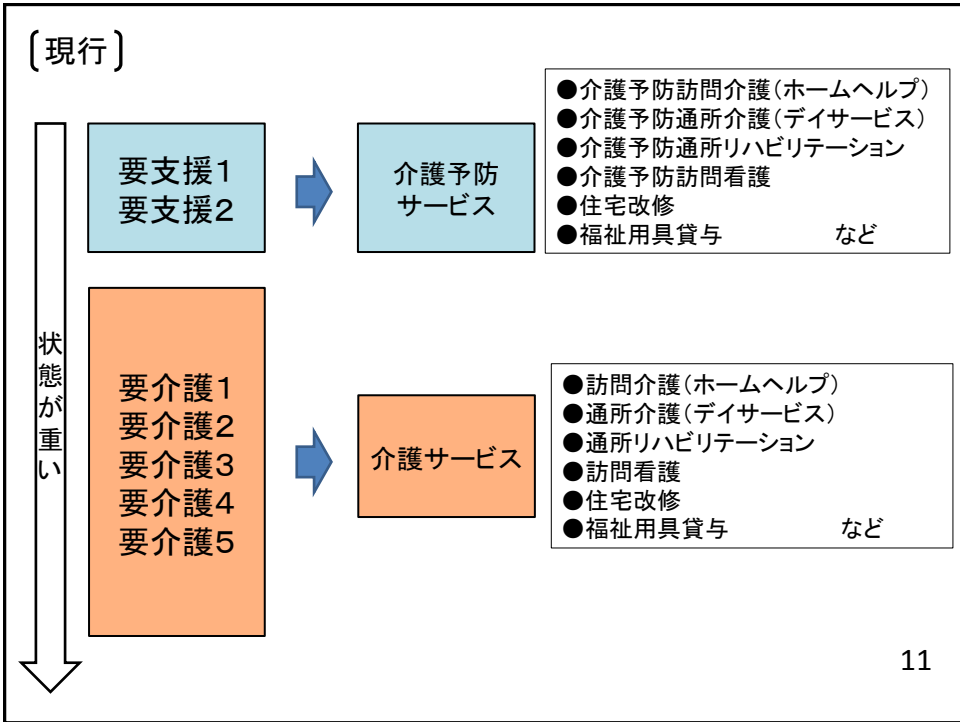 〔現行〕
状態が重い
要支援１
要支援２
介護予防
サービス
●介護予防訪問介護（ホームヘルプ）
●介護予防通所介護（デイサービス）
●介護予防通所リハビリテーション
●介護予防訪問看護
●住宅改修
●福祉用具貸与　　　　など
要介護１
要介護２
要介護３
要介護４
要介護５
介護サービス
●訪問介護（ホームヘルプ）
●通所介護（デイサービス）
●通所リハビリテーション
●訪問看護
●住宅改修
●福祉用具貸与　　　　など
11